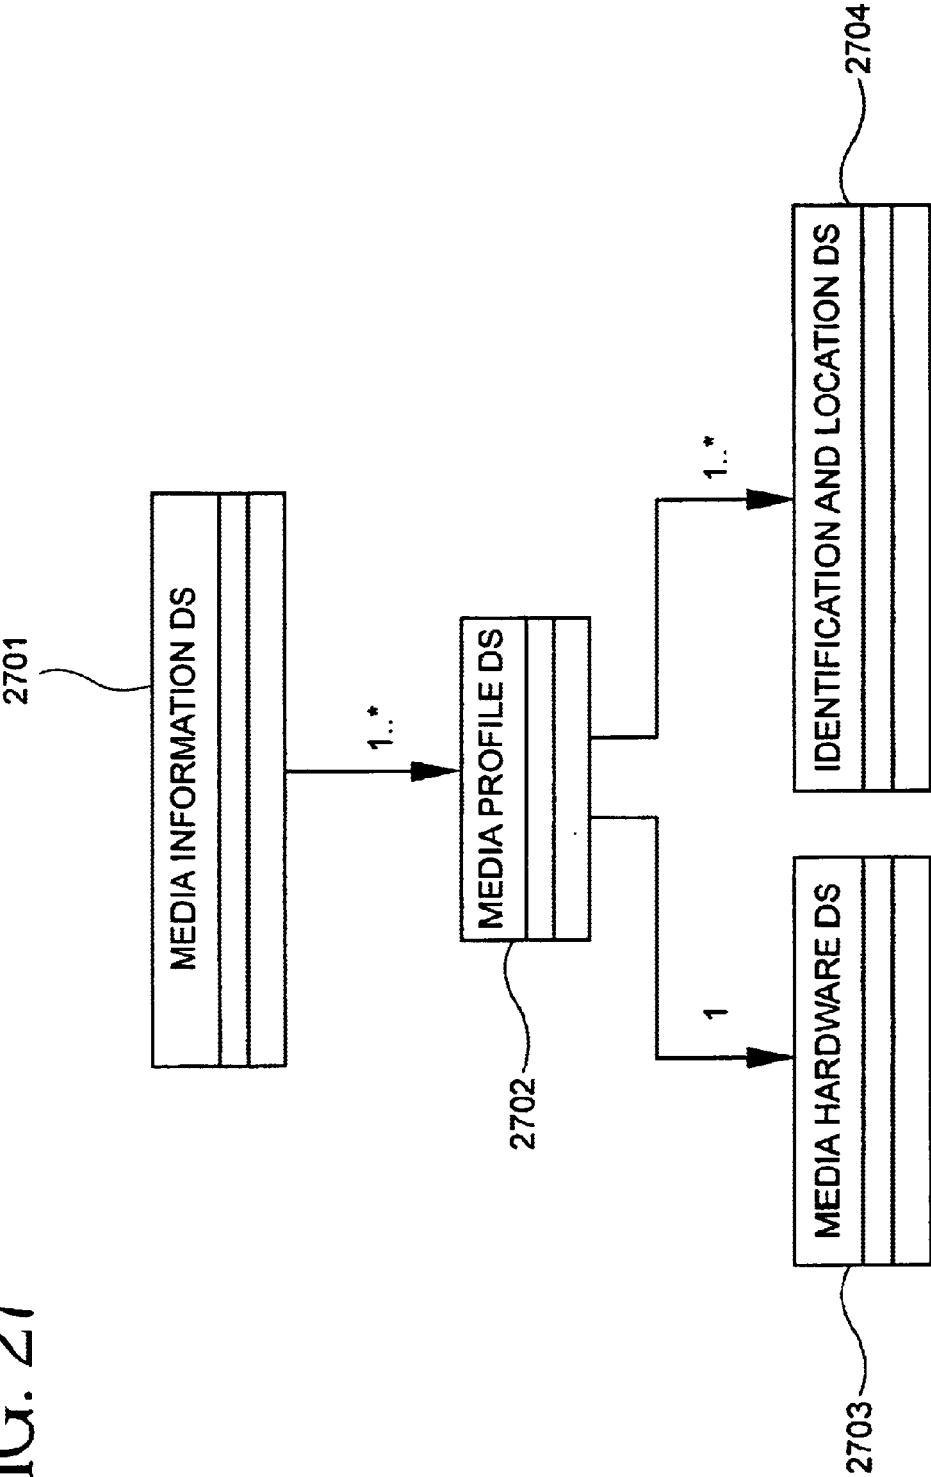 FIG. 27
2701
MEDIA INFORMATION DS
1..*
2702
MEDIA PROFILE DS
1
1..*
2703
MEDIA HARDWARE DS
IDENTIFICATION AND LOCATION DS
2704